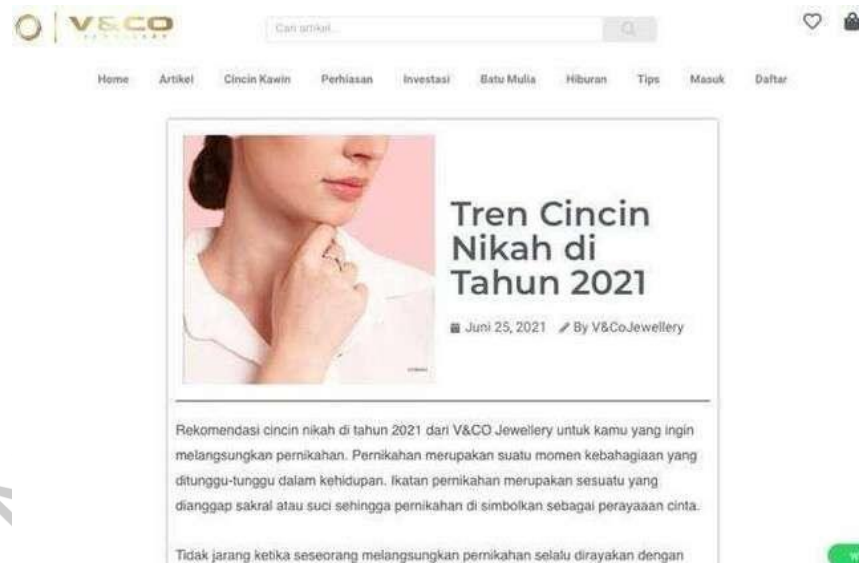 V&CO
Cari artikel...
Home Artikel Cincin Kawin Perhiasan Investasi Batu Mulia Hiburan Tips Masuk Daftar
Tren Cincin
Nikah di
Tahun 2021
Juni 25, 2021 By V&CoJewellery
Rekomendasi cincin nikah di tahun 2021 dari V&CO Jewellery untuk kamu yang ingin
melangsungkan pernikahan. Pernikahan merupakan suatu momen kebahagiaan yang
ditunggu-tunggu dalam kehidupan. Ikatan pernikahan merupakan sesuatu yang
dianggap sakral atau suci sehingga pernikahan di simbolkan sebagai perayaaan cinta.
Tidak jarang ketika seseorang melangsungkan pernikahan selalu dirayakan dengan